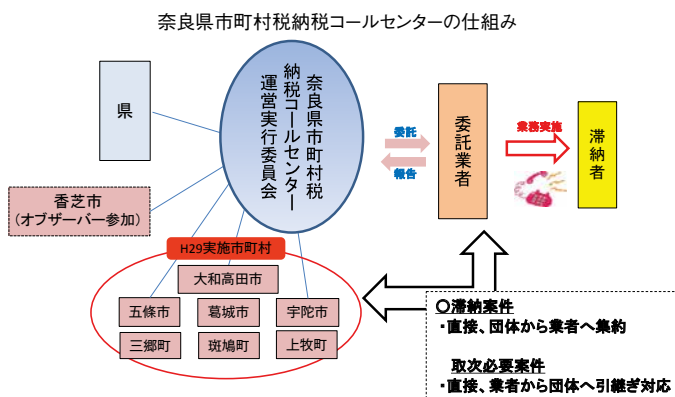 奈良県市町村税納税コールセンターの仕組み
県
奈良県市町村税
納税コールセンター
運営実行委員会
委託
報告
委託業者
業務実施
滞納者
香芝市
(オブザーバー参加)
H29実施市町村
大和高田市
五條市
葛城市
宇陀市
三郷町
斑鳩町
上牧町
〇滞納案件
・直接、団体から業者へ集約
取次必要案件
・直接、業者から団体へ引継ぎ対応